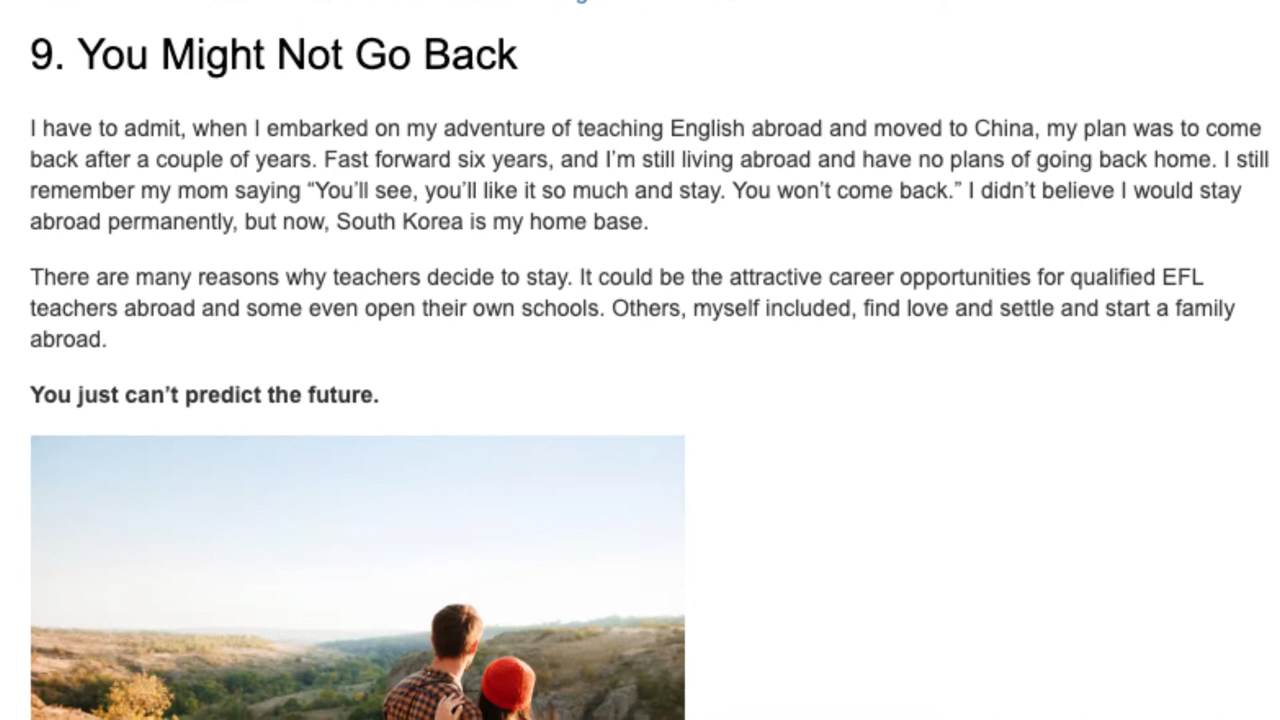 9. You Might Not Go Back
I have to admit, when I embarked on my adventure of teaching English abroad and moved to China, my plan was to come
back after a couple of years. Fast forward six years, and I’m still living abroad and have no plans of going back home. I still
remember my mom saying “You’ll see, you’ll like it so much and stay. You won’t come back.” I didn’t believe I would stay
abroad permanently, but now, South Korea is my home base.
There are many reasons why teachers decide to stay. It could be the attractive career opportunities for qualified EFL
teachers abroad and some even open their own schools. Others, myself included, find love and settle and start a family
abroad.
You just can’t predict the future.